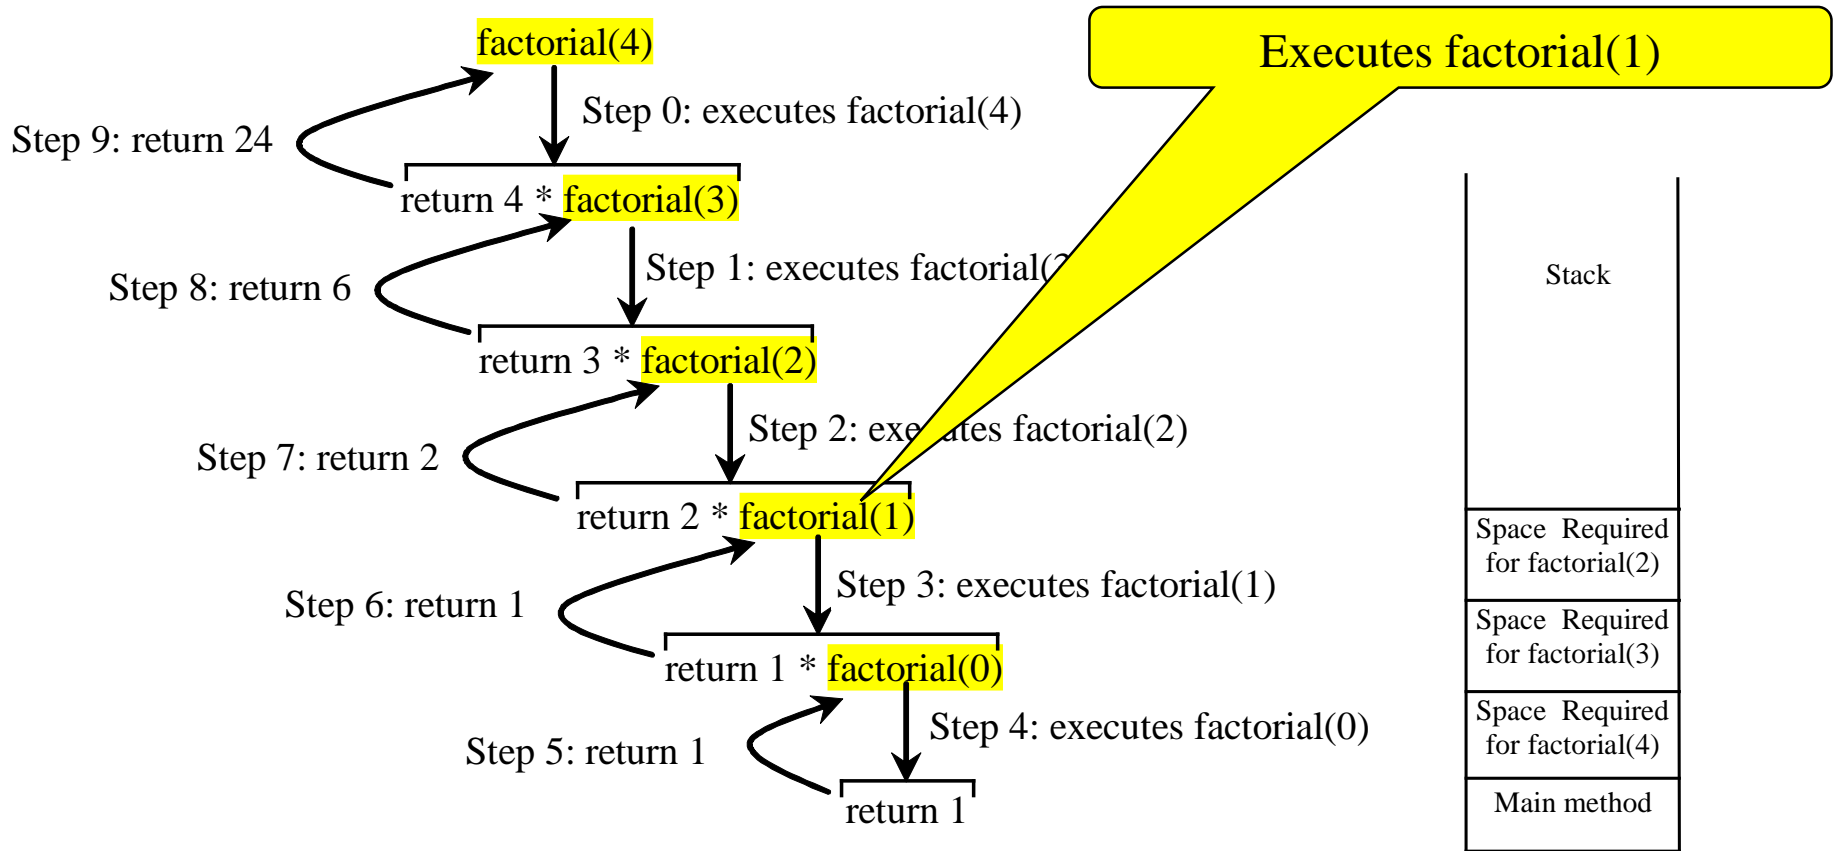 factorial(4)
Executes factorial(1)
Step 0: executes factorial(4)
Step 9: return 24
return 4 * factorial(3)
Step 1: executes factorial(
Step 8: return 6
Stack
return 3 * factorial(2)
Step 2: executes factorial(2)
Step 7: return 2
return 2 * factorial(1)
Space Required
for factorial(2)
Step 3: executes factorial(1)
Step 6: return 1
Space Required
for factorial(3)
return 1 * factorial(0)
Step 4: executes factorial(0)
Step 5: return 1
Space Required
for factorial(4)
return 1
Main method